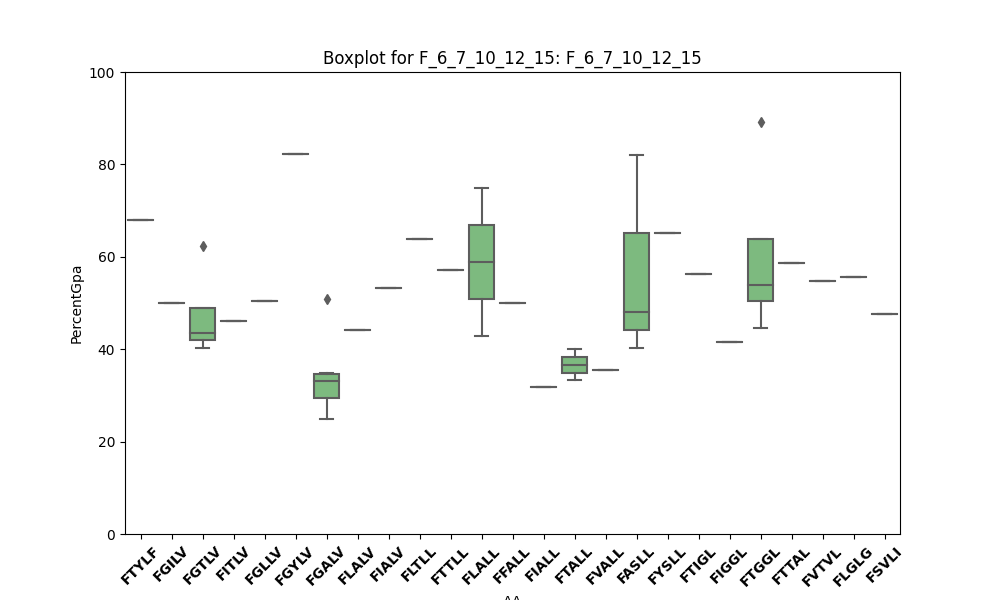 Boxplot for F_6_7_10_12_15: F_6_7_10_12_15
100
80
60
40
20
0
PercentGpa
FTYLF FGILV FGTLV FITLV FGLLV FGYLV FGALV FLALV FIALV FLTLL FTTLL FLALL FFALL FIALL FTALL FVALL FASLL FYSLL FTIGL FIGGL FTGGL FTTAL FVTVL FLGLG FSVLI
AA